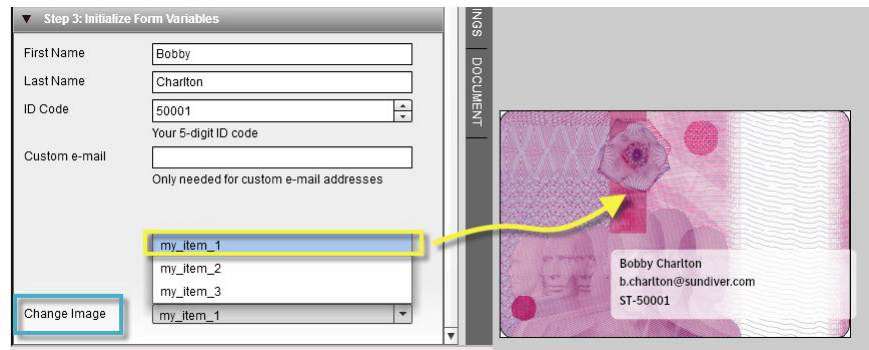 Step 3: Initialize Form Variables
First Name
Bobby
Last Name
Charlton
ID Code
50001
Your 5-digit ID code
Custom e-mail
Only needed for custom e-mail addresses
my_item_1
my_item_2
my_item_3
Change Image
my_item_1
NGS
DOCUMENT
Bobby Charlton
b.charlton@sundiver.com
ST-50001